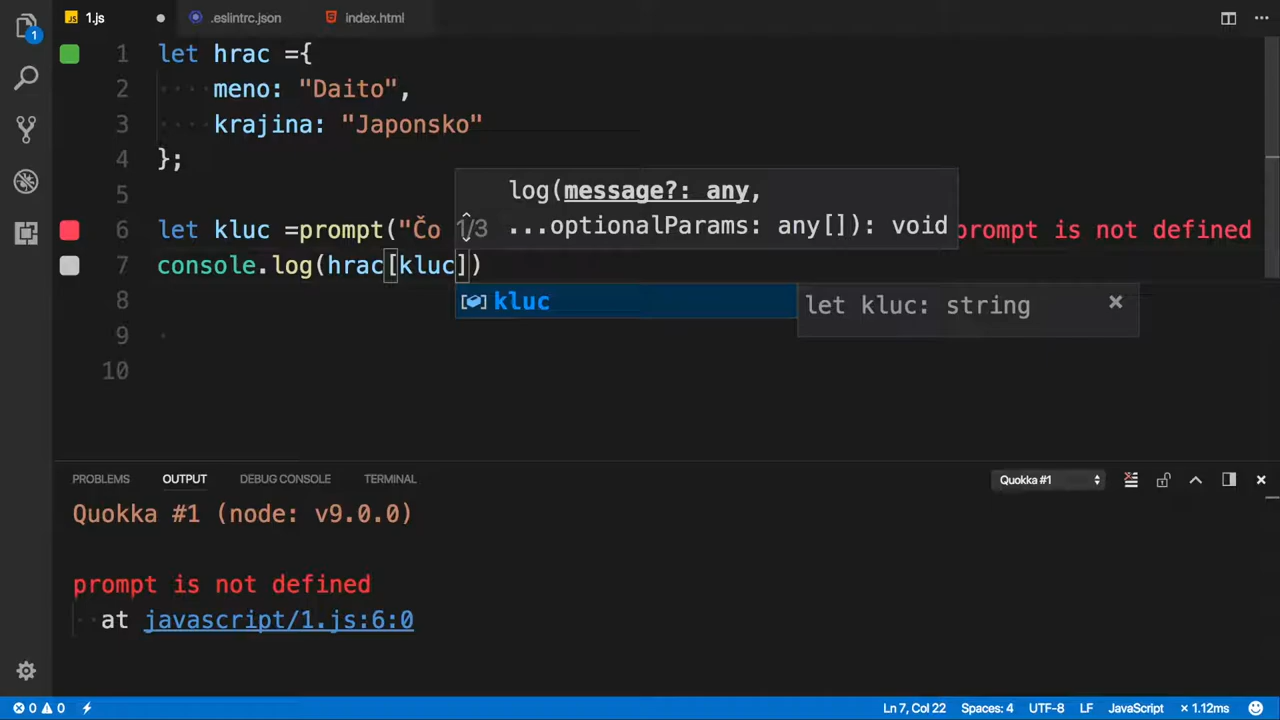 1.js
.eslintrc.json
index.html
1
1 let hrac ={
2 meno: "Daito",
3 krajina: "Japonsko"
4 };
5
log(message?: any,
6 let kluc =prompt("Čo 1/3 ...optionalParams: any[]): void prompt is not defined
7 console.log(hrac[kluc])
8 kluc let kluc: string ×
9
10
PROBLEMS OUTPUT DEBUG CONSOLE TERMINAL Quokka #1
Quokka #1 (node: v9.0.0)
prompt is not defined
at javascript/1.js:6:0
0 0 Ln 7, Col 22 Spaces: 4 UTF-8 LF JavaScript × 1.12ms